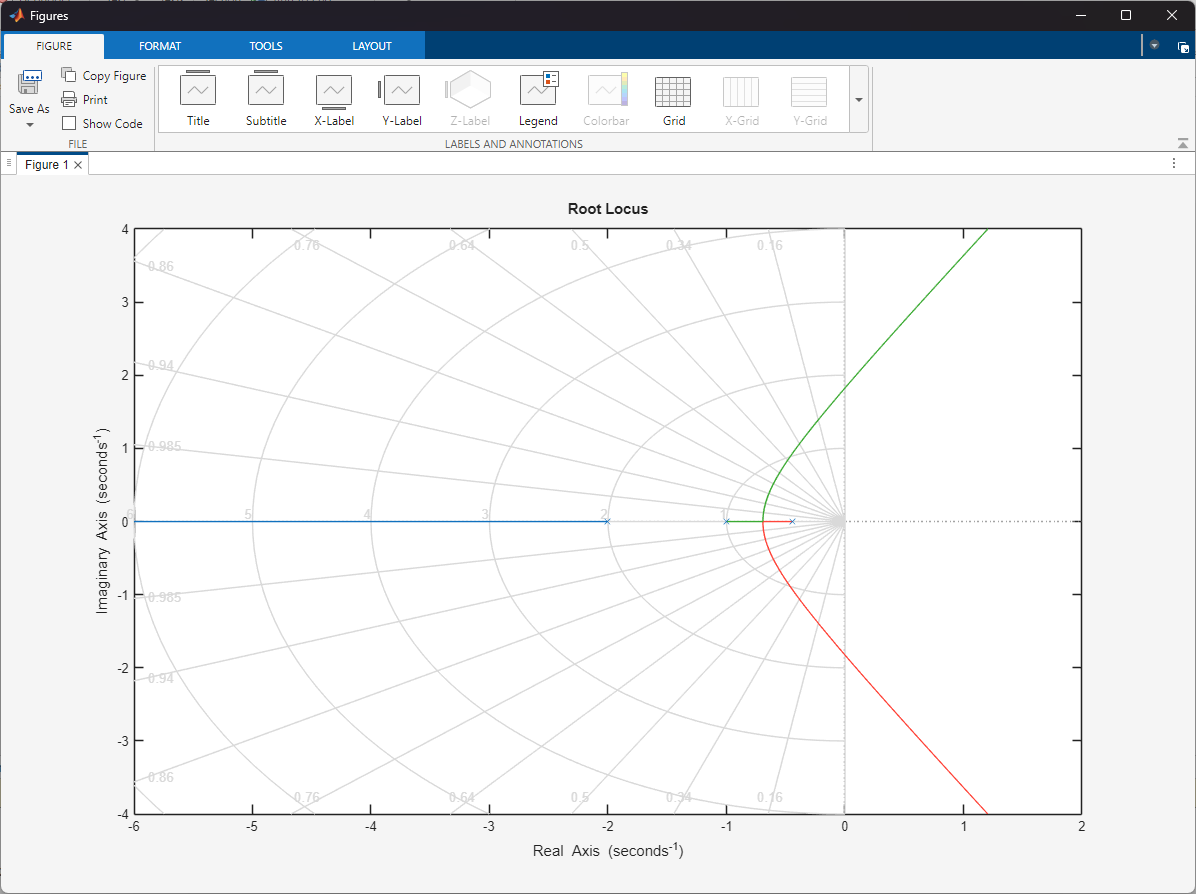 Figures
FIGURE FORMAT TOOLS LAYOUT
Save As
Copy Figure
Print
Show Code
FILE
Title Subtitle X-Label Y-Label Z-Label Legend Colorbar Grid X-Grid Y-Grid
LABELS AND ANNOTATIONS
Figure 1
Root Locus
4
3
2
1
0
-1
-2
-3
-4
Imaginary Axis (seconds⁻¹)
0.76 0.64 0.5 0.34 0.16
0.86
0.94
0.985
6 5 4 3 2 1
0.985
0.94
0.86
0.76 0.64 0.5 0.34 0.16
-6 -5 -4 -3 -2 -1 0 1 2
Real Axis (seconds⁻¹)